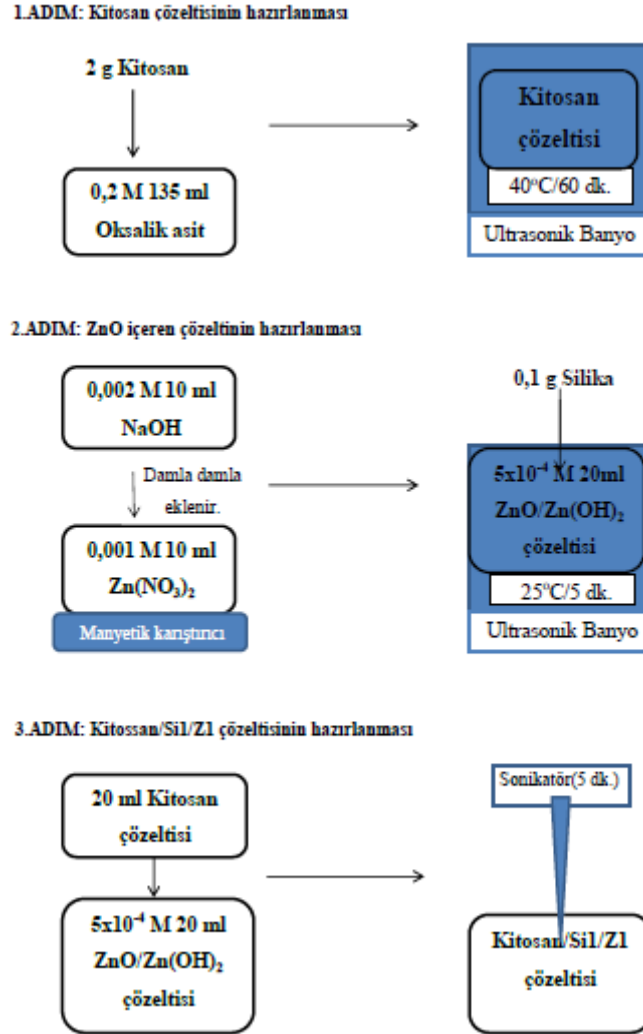 1.ADIM: Kitosan çözeltisinin hazırlanması
2 g Kitosan
0,2 M 135 ml
Oksalik asit
Kitosan
çözeltisi
40°C/60 dk.
Ultrasonik Banyo
2.ADIM: ZnO içeren çözeltinin hazırlanması
0,002 M 10 ml
NaOH
Damla damla
eklenir.
0,001 M 10 ml
Zn(NO₃)₂
Manyetik karıştırıcı
0,1 g Silika
5x10⁻⁴ M 20ml
ZnO/Zn(OH)₂
çözeltisi
25°C/5 dk.
Ultrasonik Banyo
3.ADIM: Kitossan/Si1/Z1 çözeltisinin hazırlanması
20 ml Kitosan
çözeltisi
5x10⁻⁴ M 20 ml
ZnO/Zn(OH)₂
çözeltisi
Sonikatör(5 dk.)
Kitosan/Si1/Z1
çözeltisi